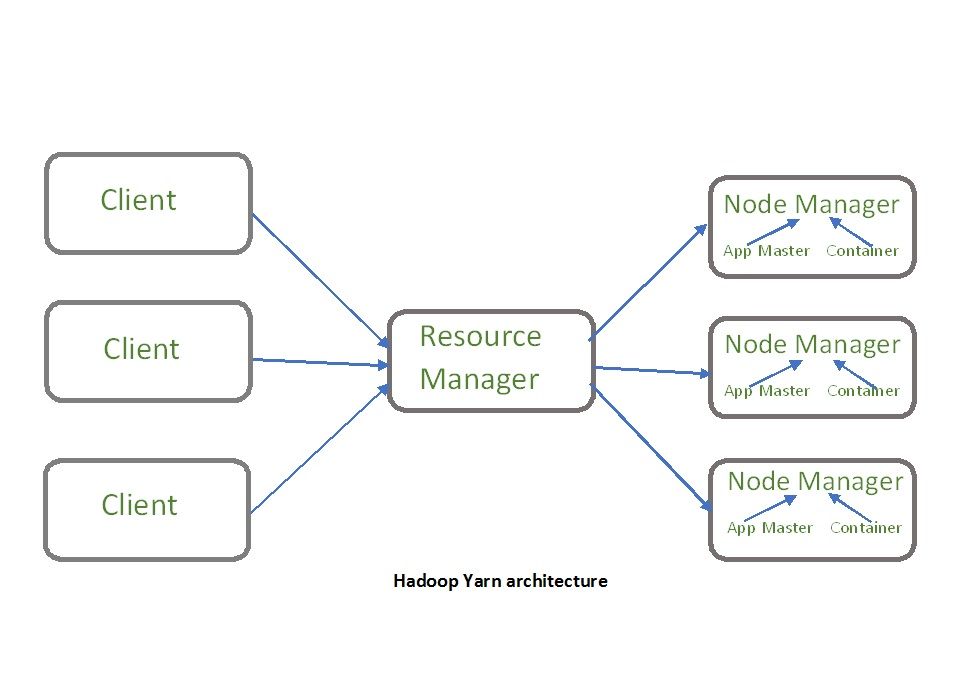 Client
Client
Client
Resource
Manager
Node Manager
App Master Container
Node Manager
App Master Container
Node Manager
App Master Container
Hadoop Yarn architecture